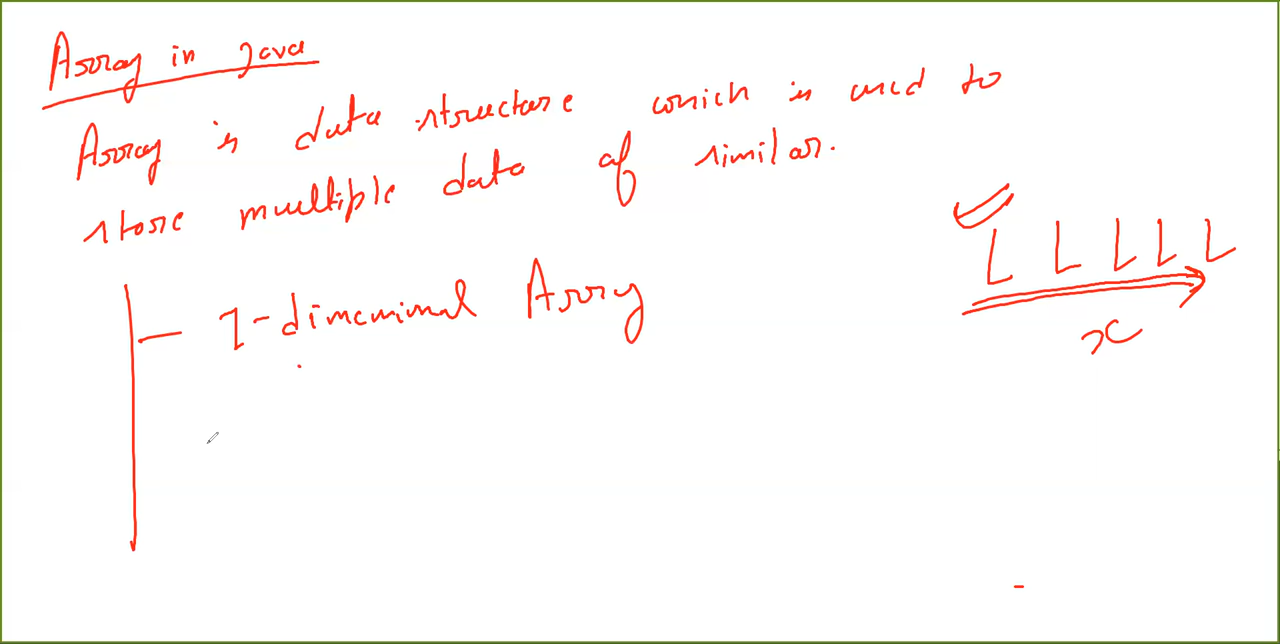 Array in java
Array is data structure which is used to
store multiple data of similar.
1-dimensional Array
L L L L L
x